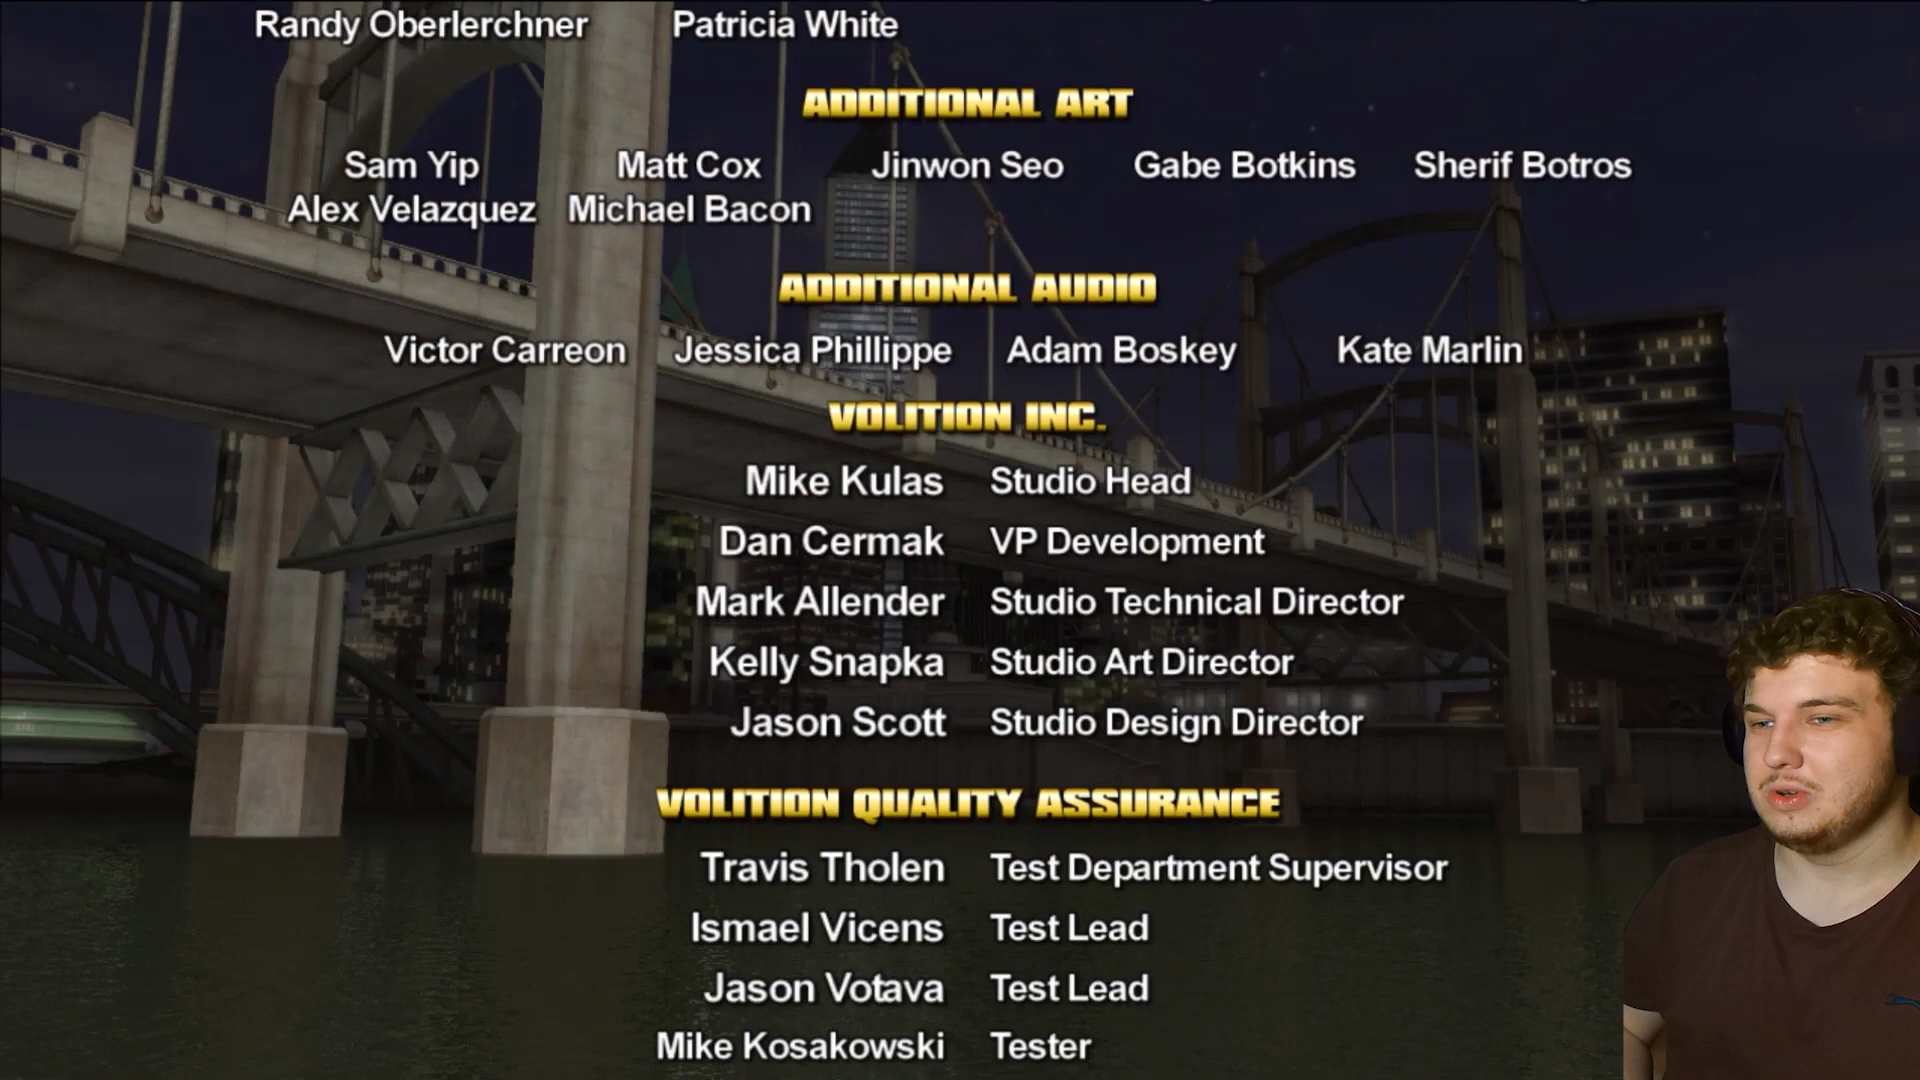 Randy Oberlerchner Patricia White
ADDITIONAL ART
Sam Yip Matt Cox Jinwon Seo Gabe Botkins Sherif Botros
Alex Velazquez Michael Bacon
ADDITIONAL AUDIO
Victor Carreon Jessica Phillippe Adam Boskey Kate Marlin
VOLITION INC.
Mike Kulas Studio Head
Dan Cermak VP Development
Mark Allender Studio Technical Director
Kelly Snapka Studio Art Director
Jason Scott Studio Design Director
VOLITION QUALITY ASSURANCE
Travis Tholen Test Department Supervisor
Ismael Vicens Test Lead
Jason Votava Test Lead
Mike Kosakowski Tester